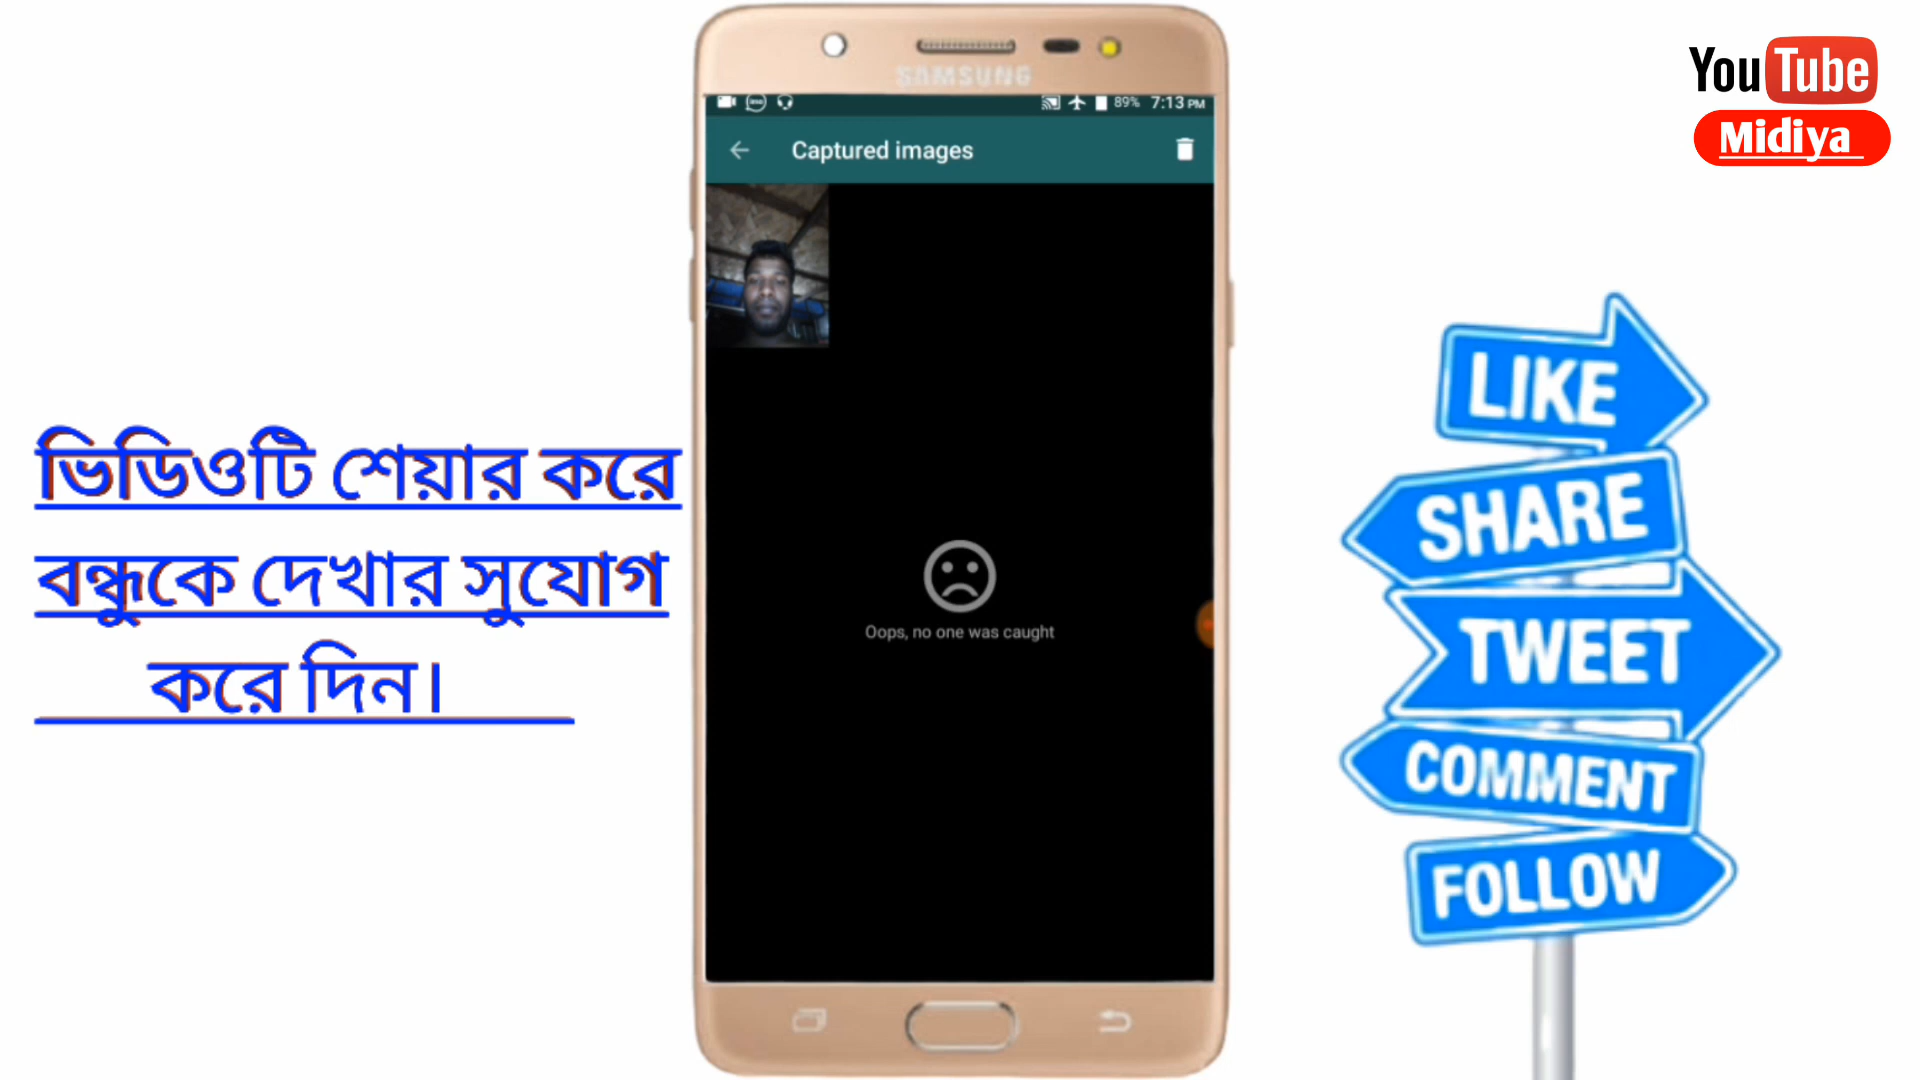 YouTube
Midiya
SAMSUNG
89% 7:13 PM
Captured images
Oops, no one was caught
ভিডিওটি শেয়ার করে
বন্ধুকে দেখার সুযোগ
করে দিন।
LIKE
SHARE
TWEET
COMMENT
FOLLOW